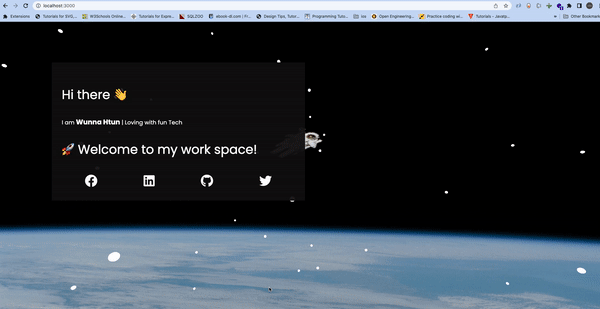 localhost:3000
Extensions
Tutorials for SVG,...
W3Schools Online...
Tutorials for Expre...
SQLZOO
ebook-dl.com | Fr...
Design Tips, Tutor...
Programming Tuto...
ios
Open Engineering...
Practice coding wi...
Tutorials - Javatp...
Other Bookmarks
Hi there 👋
I am Wunna Htun | Loving with fun Tech
🚀 Welcome to my work space!